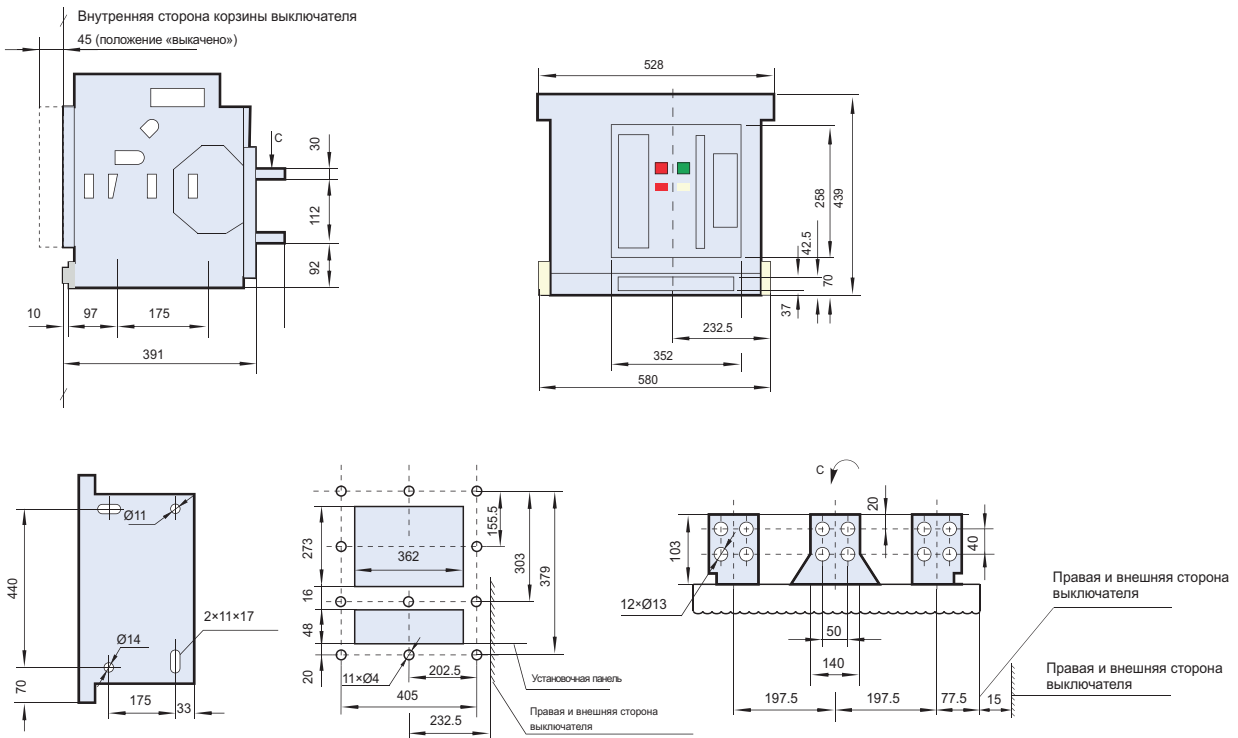 Внутренняя сторона корзины выключателя
45 (положение «выкачено»)
C
30
112
92
10
97
175
391
528
258
439
42.5
70
37
232.5
352
580
Ø11
440
2×11×17
Ø14
70
175
33
273
362
155.5
303
379
16
48
20
11×Ø4
202.5
405
232.5
Установочная панель
Правая и внешняя сторона
выключателя
C
20
103
40
12×Ø13
50
140
197.5
197.5
77.5
15
Правая и внешняя сторона
выключателя
Правая и внешняя сторона
выключателя